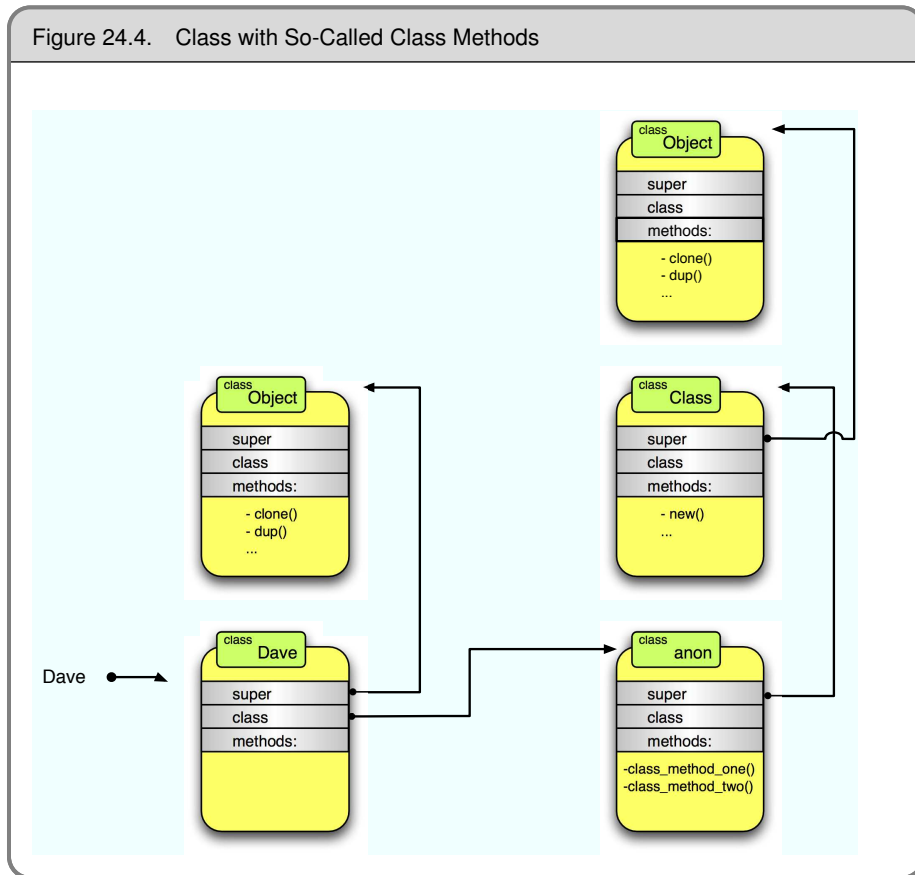 Figure 24.4. Class with So-Called Class Methods
class
Object
super
class
methods:
- clone()
- dup()
...
class
Object
super
class
methods:
- clone()
- dup()
...
class
Class
super
class
methods:
- new()
...
Dave
class
Dave
super
class
methods:
class
anon
super
class
methods:
-class_method_one()
-class_method_two()